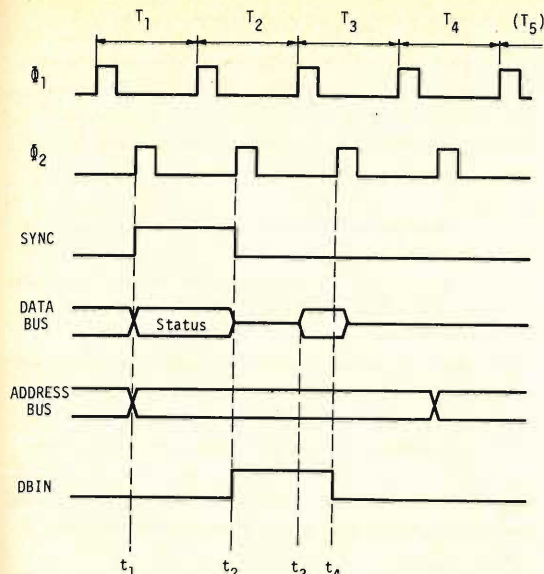 T1 T2 T3 T4 (T5)
Φ1
Φ2
SYNC
DATA
BUS
Status
ADDRESS
BUS
DBIN
t1 t2 t3 t4